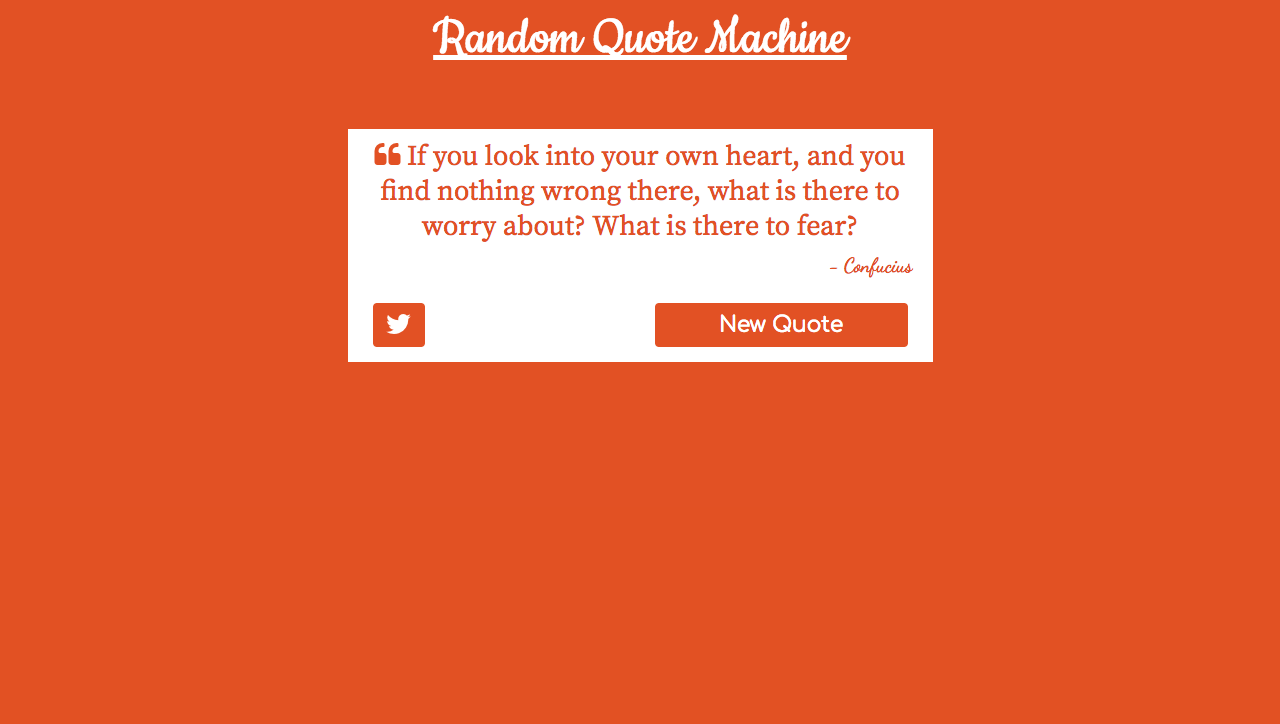 Random Quote Machine
If you look into your own heart, and you
find nothing wrong there, what is there to
worry about? What is there to fear?
- Confucius
New Quote